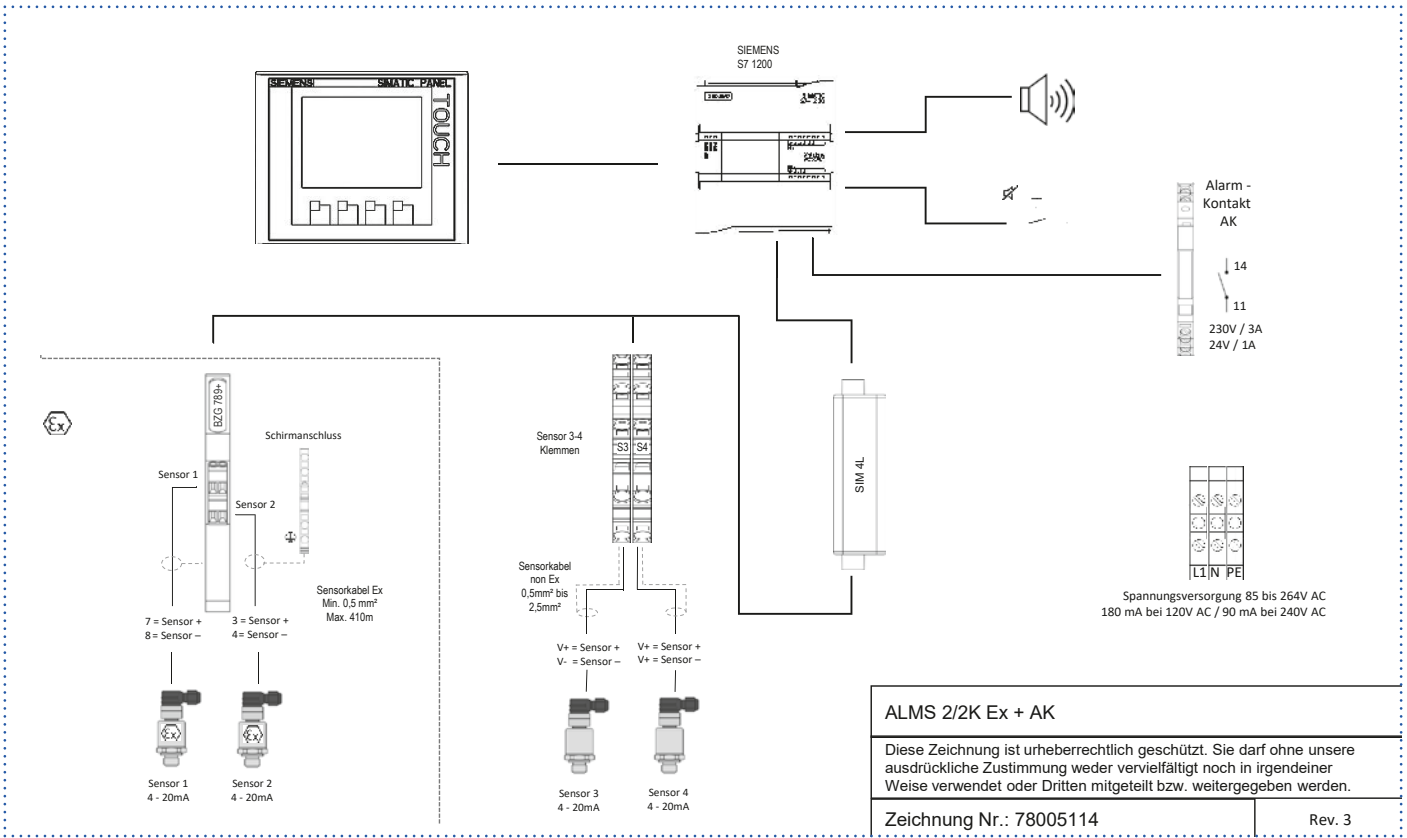 SIEMENS
S7 1200
SIEMENS SIMATIC PANEL
TOUCH
Alarm -
Kontakt
AK
14
11
230V / 3A
24V / 1A
BZG 789+
Ex
Schirmanschluss
Sensor 1
Sensor 2
Sensorkabel Ex
Min. 0,5 mm²
Max. 410m
7 = Sensor +
8 = Sensor –
3 = Sensor +
4 = Sensor –
Ex
Ex
Sensor 1
4 - 20mA
Sensor 2
4 - 20mA
Sensor 3-4
Klemmen
S3 S4
Sensorkabel
non Ex
0,5mm² bis
2,5mm²
V+ = Sensor +
V- = Sensor –
V+ = Sensor +
V+ = Sensor –
Sensor 3
4 - 20mA
Sensor 4
4 - 20mA
SIM 4L
L1 N PE
Spannungsversorgung 85 bis 264V AC
180 mA bei 120V AC / 90 mA bei 240V AC
ALMS 2/2K Ex + AK
Diese Zeichnung ist urheberrechtlich geschützt. Sie darf ohne unsere
ausdrückliche Zustimmung weder vervielfältigt noch in irgendeiner
Weise verwendet oder Dritten mitgeteilt bzw. weitergegeben werden.
Zeichnung Nr.: 78005114
Rev. 3